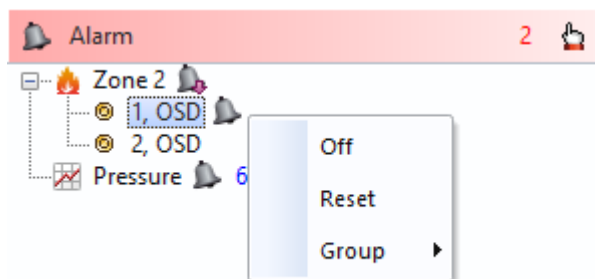 Alarm 2
Zone 2
1, OSD
2, OSD
Pressure 6
Off
Reset
Group